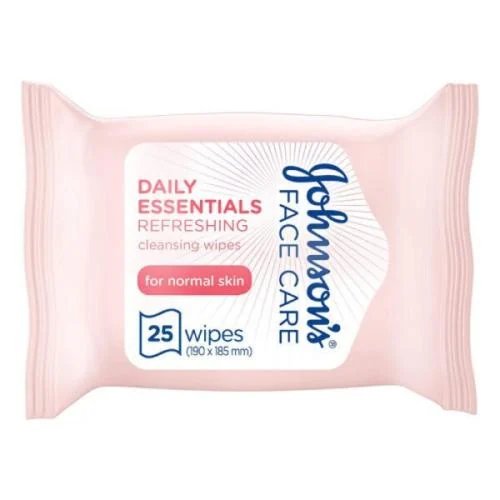 DAILY
ESSENTIALS
REFRESHING
cleansing wipes
for normal skin
25 wipes
(190 x 185 mm)
Johnson's®
FACE CARE